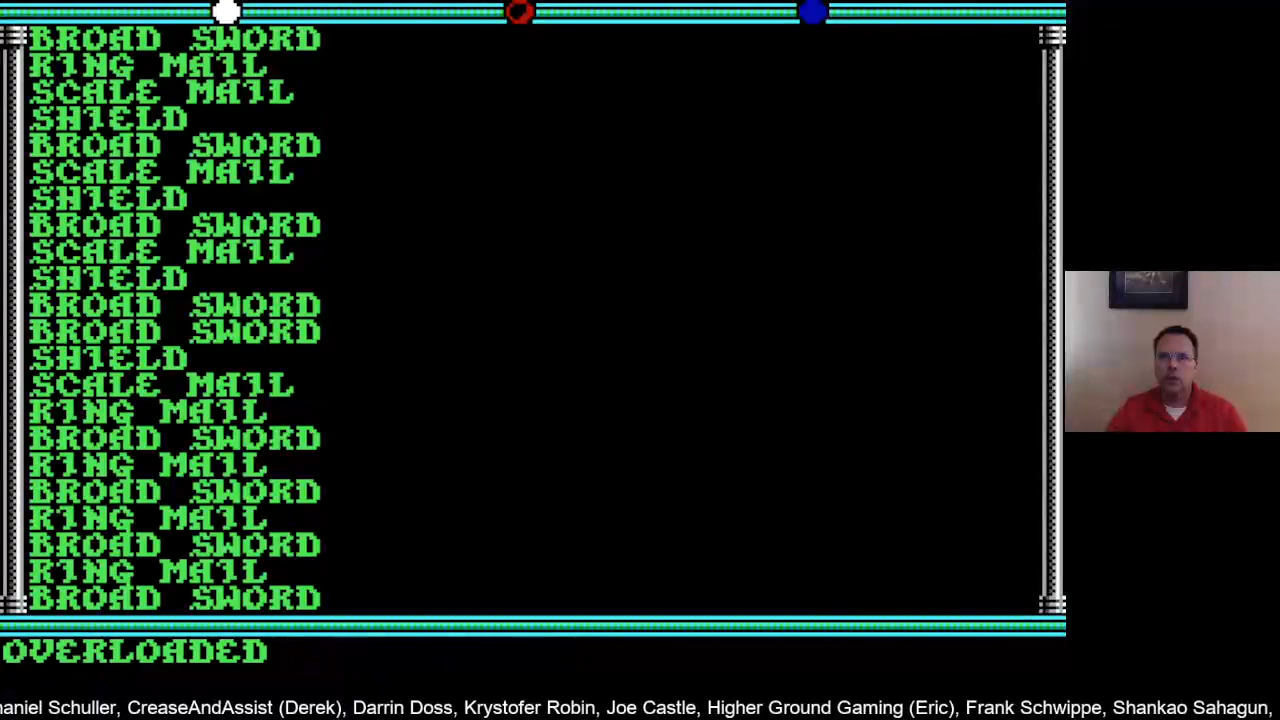 BROAD SWORD
RING MAIL
SCALE MAIL
SHIELD
BROAD SWORD
SCALE MAIL
SHIELD
BROAD SWORD
SCALE MAIL
SHIELD
BROAD SWORD
BROAD SWORD
SHIELD
SCALE MAIL
RING MAIL
BROAD SWORD
RING MAIL
BROAD SWORD
RING MAIL
BROAD SWORD
RING MAIL
BROAD SWORD
OVERLOADED
Schuller, CreaseAndAssist (Derek), Darrin Doss, Krystofer Robin, Joe Castle, Higher Ground Gaming (Eric), Frank Schwippe, Shankao Sahagun,